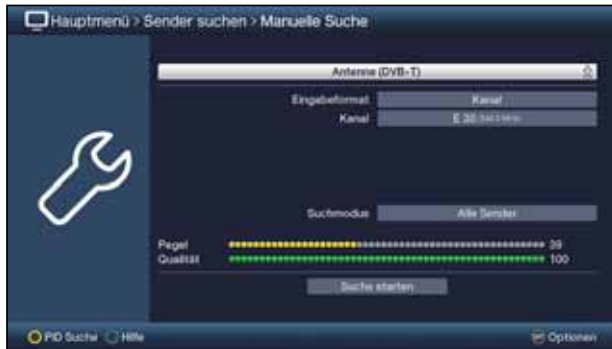 Hauptmenü > Sender suchen > Manuelle Suche
Antenne (DVB-T)
Eingabeformat Kanal
Kanal E 30
Suchmodus Alle Sender
Pegel 39
Qualität 100
Suche starten
PID Suche Hilfe Optionen